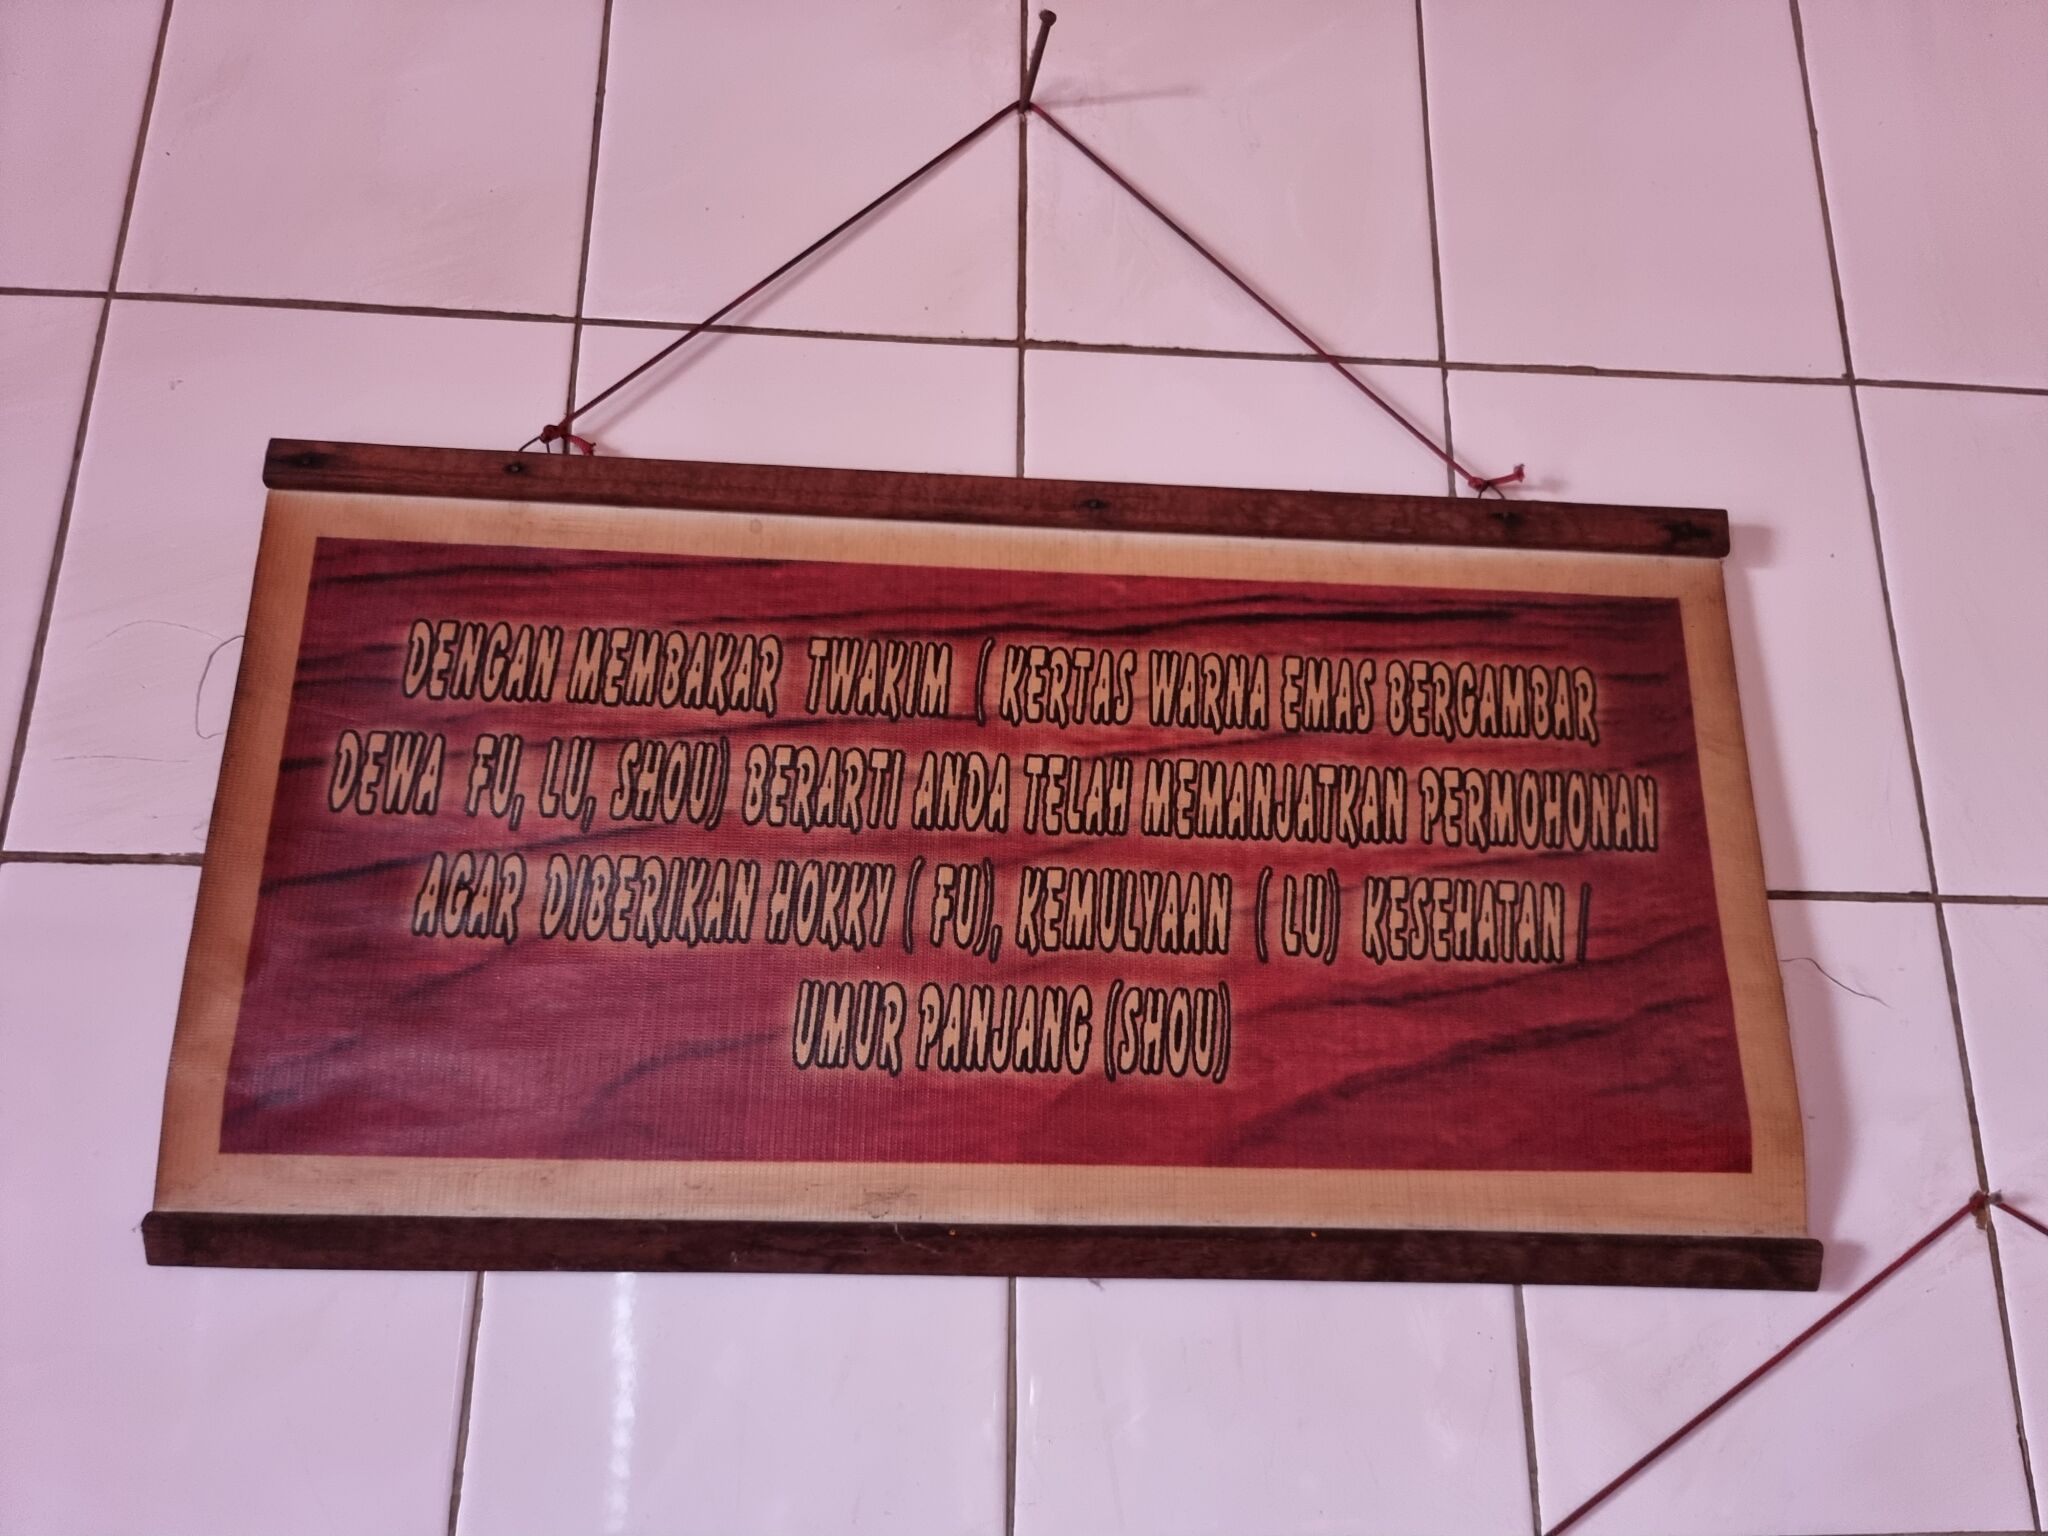 DENGAN MEMBAKAR TWAKIM ( KERTAS WARNA EMAS BERGAMBAR
DEWA FU, LU, SHOU) BERARTI ANDA TELAH MEMANJATKAN PERMOHONAN
AGAR DIBERIKAN HOKKY ( FU), KEMULYAAN ( LU) KESEHATAN /
UMUR PANJANG (SHOU)